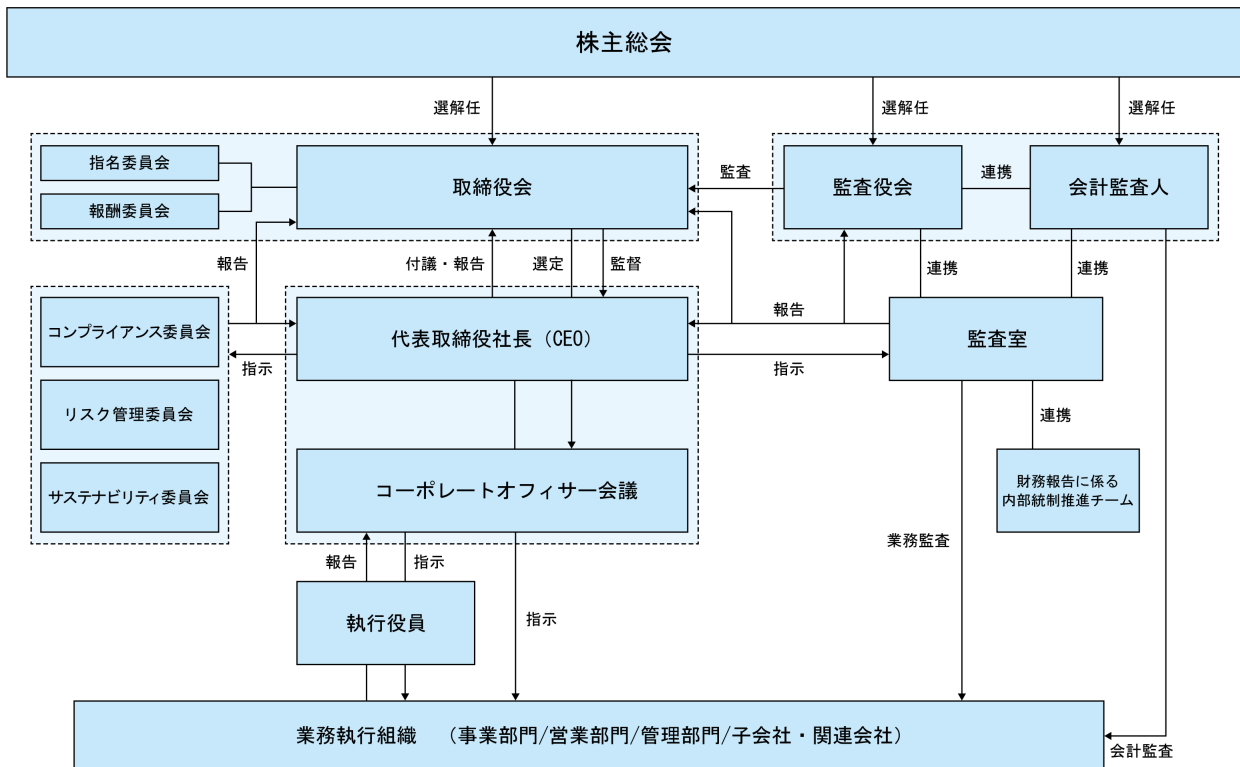 株主総会
選解任
選解任
選解任
指名委員会
報酬委員会
取締役会
監査
監査役会
連携
会計監査人
報告
付議・報告
選定
監督
連携
連携
コンプライアンス委員会
リスク管理委員会
サステナビリティ委員会
指示
代表取締役社長（CEO）
報告
指示
監査室
連携
コーポレートオフィサー会議
財務報告に係る
内部統制推進チーム
業務監査
報告
指示
執行役員
指示
業務執行組織　（事業部門/営業部門/管理部門/子会社・関連会社）
会計監査